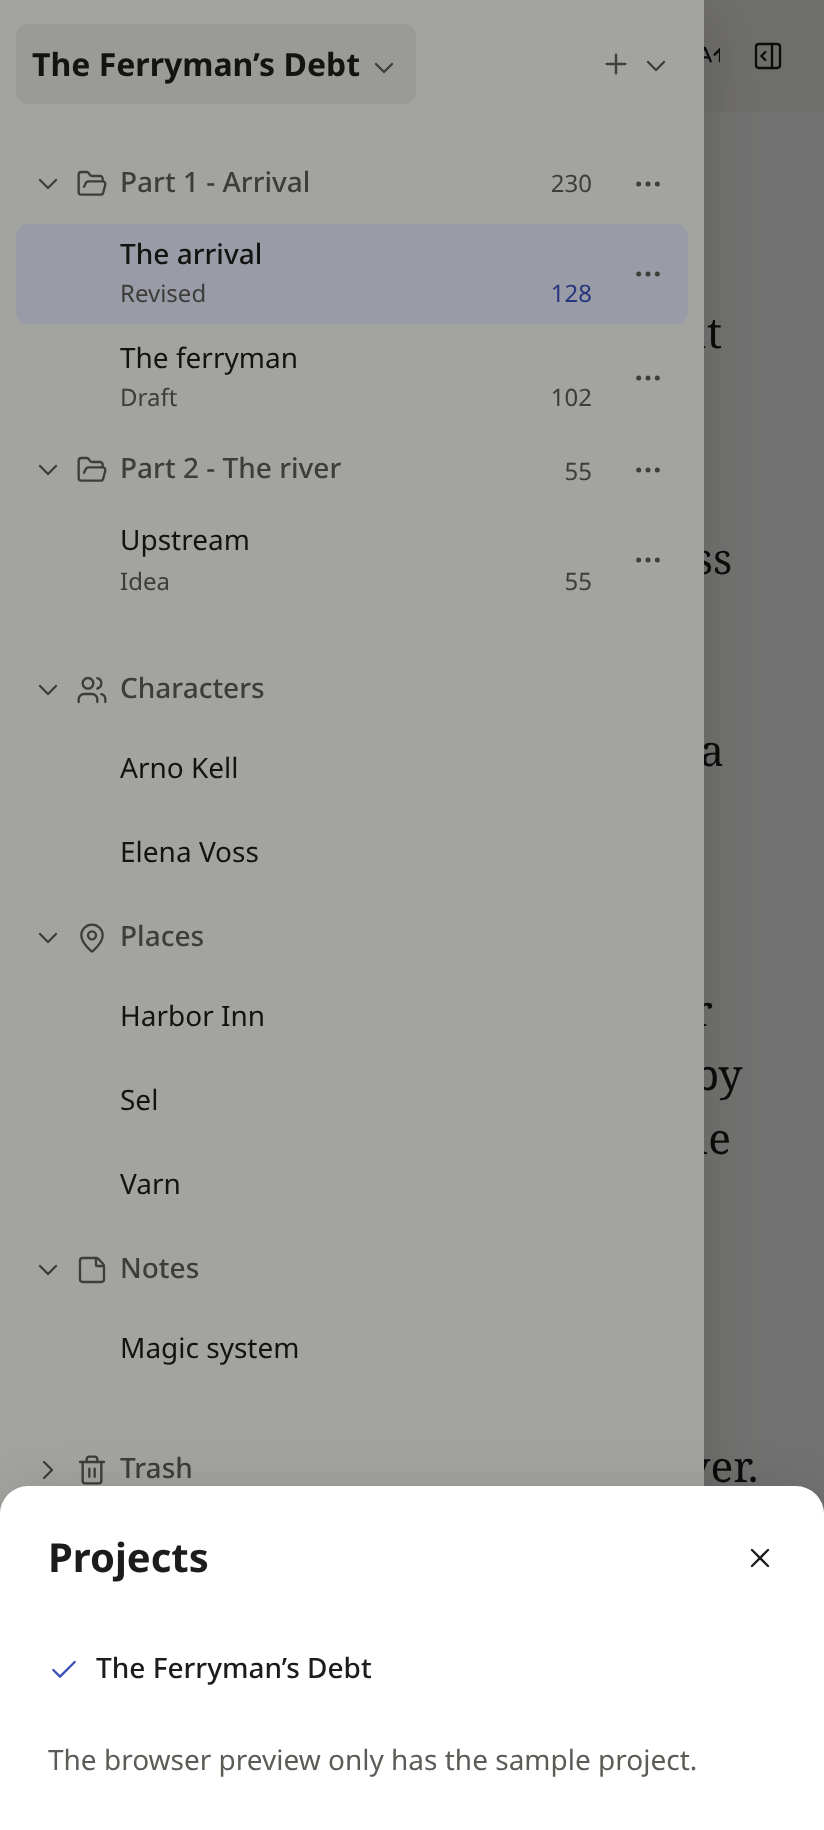 The Ferryman’s Debt
Part 1 - Arrival 230
The arrival
Revised 128
The ferryman
Draft 102
Part 2 - The river 55
Upstream
Idea 55
Characters
Arno Kell
Elena Voss
Places
Harbor Inn
Sel
Varn
Notes
Magic system
Trash
Projects
The Ferryman’s Debt
The browser preview only has the sample project.